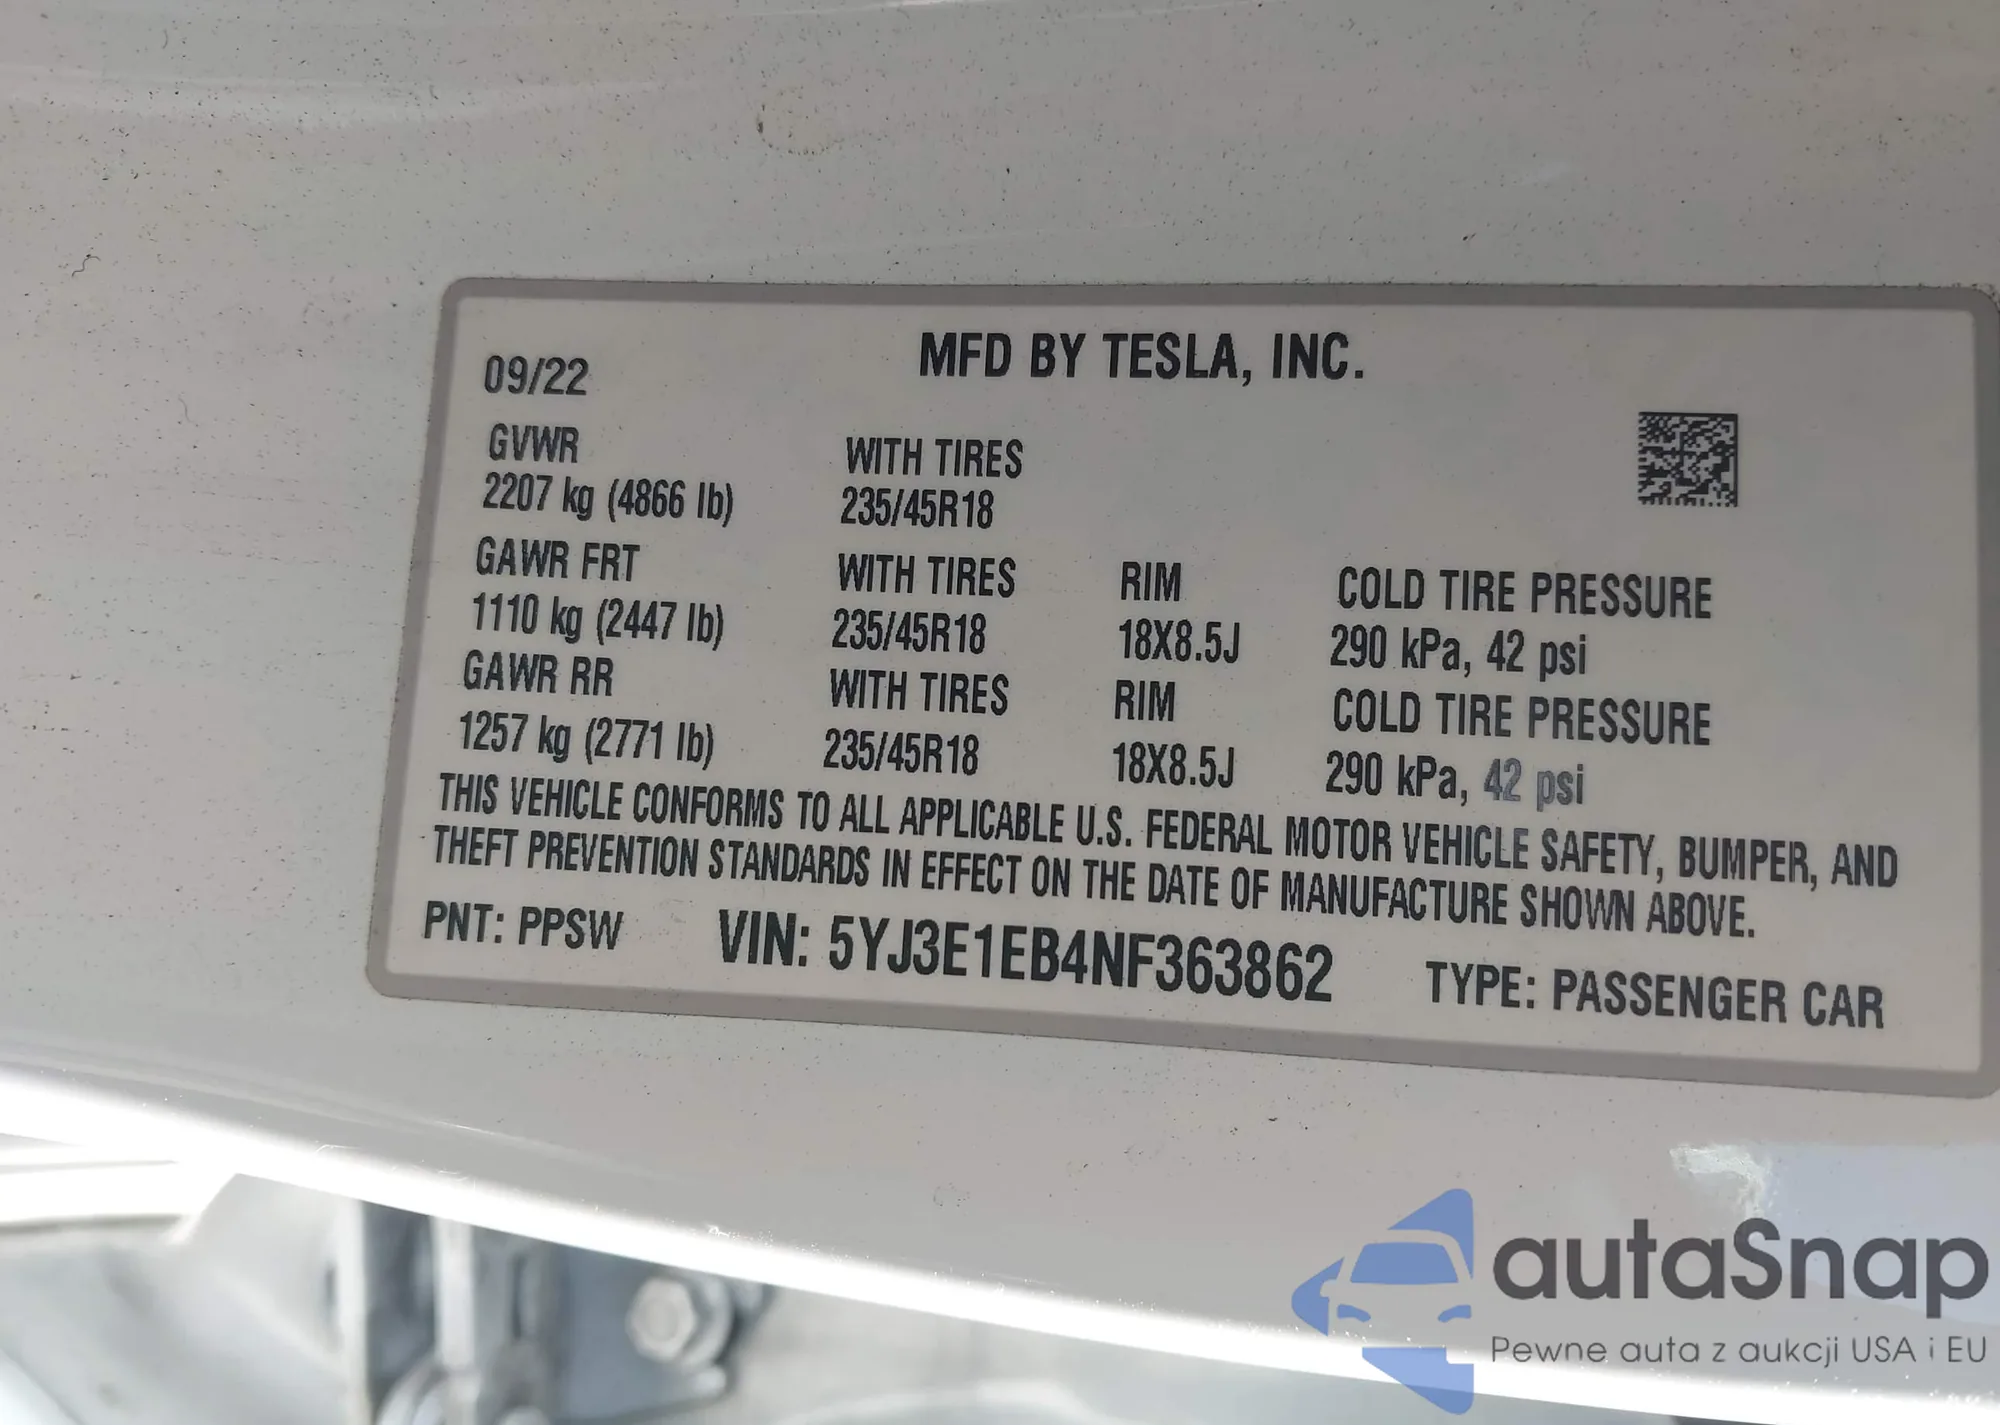 09/22 MFD BY TESLA, INC.
GVWR WITH TIRES
2207 kg (4866 lb) 235/45R18
GAWR FRT WITH TIRES RIM COLD TIRE PRESSURE
1110 kg (2447 lb) 235/45R18 18X8.5J 290 kPa, 42 psi
GAWR RR WITH TIRES RIM COLD TIRE PRESSURE
1257 kg (2771 lb) 235/45R18 18X8.5J 290 kPa, 42 psi
THIS VEHICLE CONFORMS TO ALL APPLICABLE U.S. FEDERAL MOTOR VEHICLE SAFETY, BUMPER, AND
THEFT PREVENTION STANDARDS IN EFFECT ON THE DATE OF MANUFACTURE SHOWN ABOVE.
PNT: PPSW VIN: 5YJ3E1EB4NF363862 TYPE: PASSENGER CAR
autaSnap
Pewne auta z aukcji USA i EU